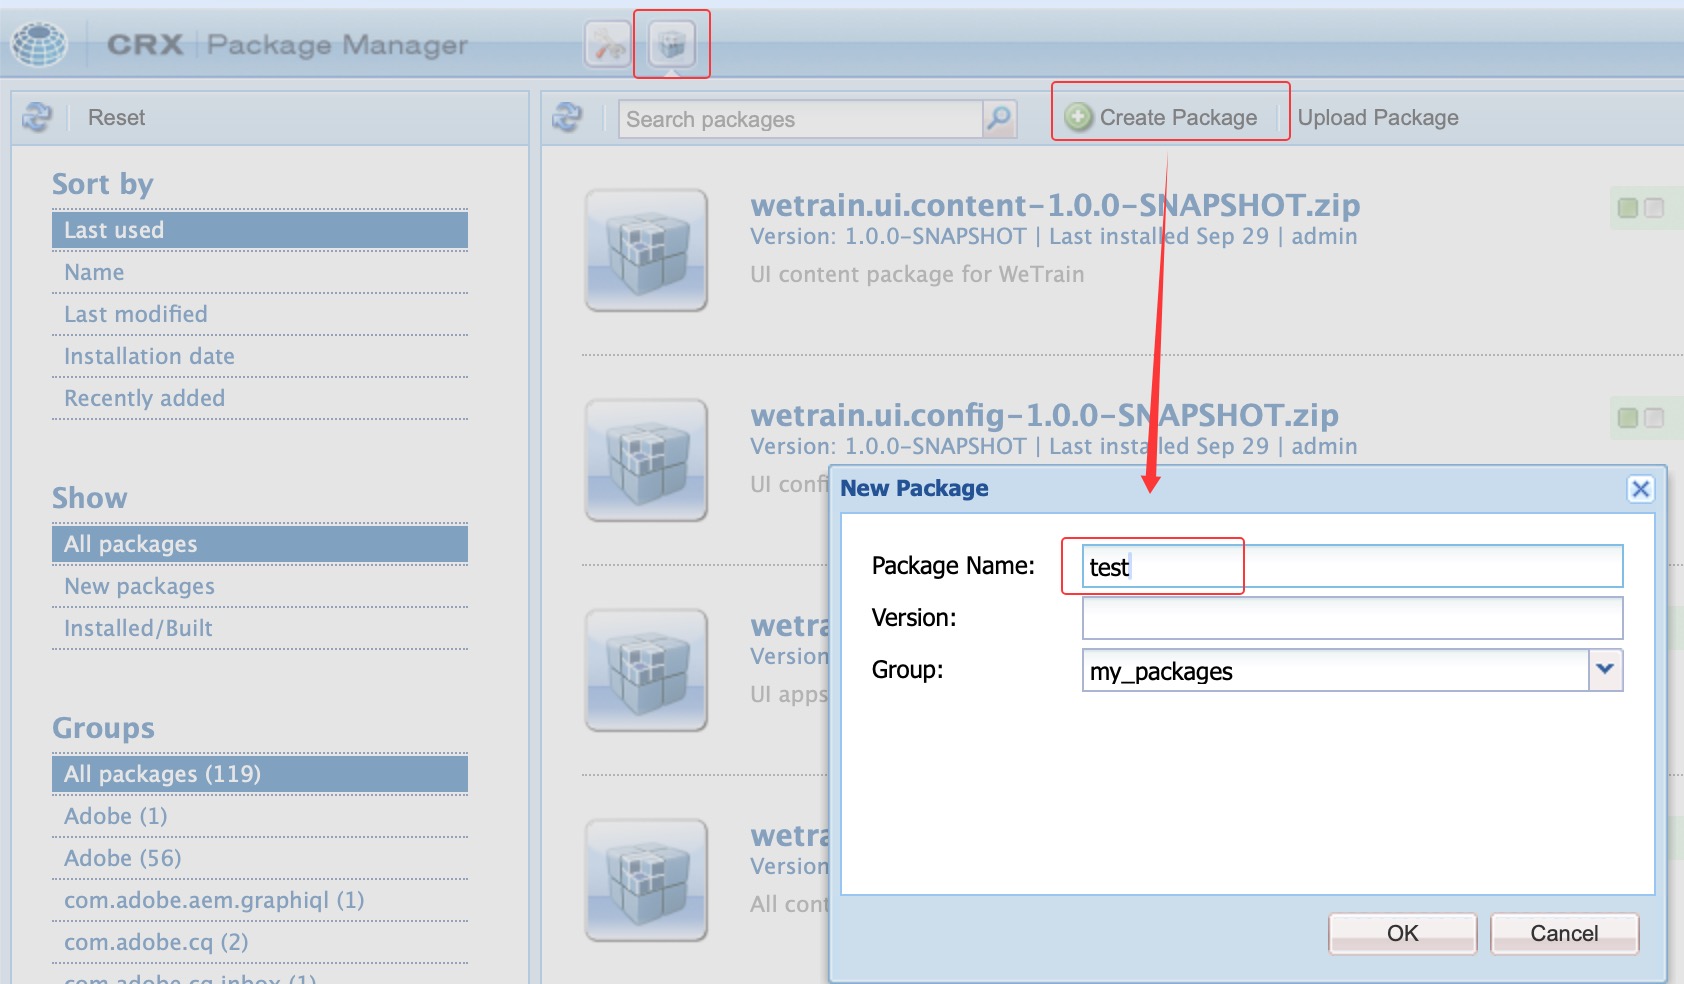 CRX Package Manager
Reset
Search packages
Create Package
Upload Package
Sort by
Last used
Name
Last modified
Installation date
Recently added
Show
All packages
New packages
Installed/Built
Groups
All packages (119)
Adobe (1)
Adobe (56)
com.adobe.aem.graphiql (1)
com.adobe.cq (2)
com.adobe.cq.inbox (1)
wetrain.ui.content-1.0.0-SNAPSHOT.zip
Version: 1.0.0-SNAPSHOT | Last installed Sep 29 | admin
UI content package for WeTrain
wetrain.ui.config-1.0.0-SNAPSHOT.zip
Version: 1.0.0-SNAPSHOT | Last installed Sep 29 | admin
UI confi
wetra
Version
UI apps
wetra
Version
All cont
New Package
Package Name:
test
Version:
Group:
my_packages
OK
Cancel